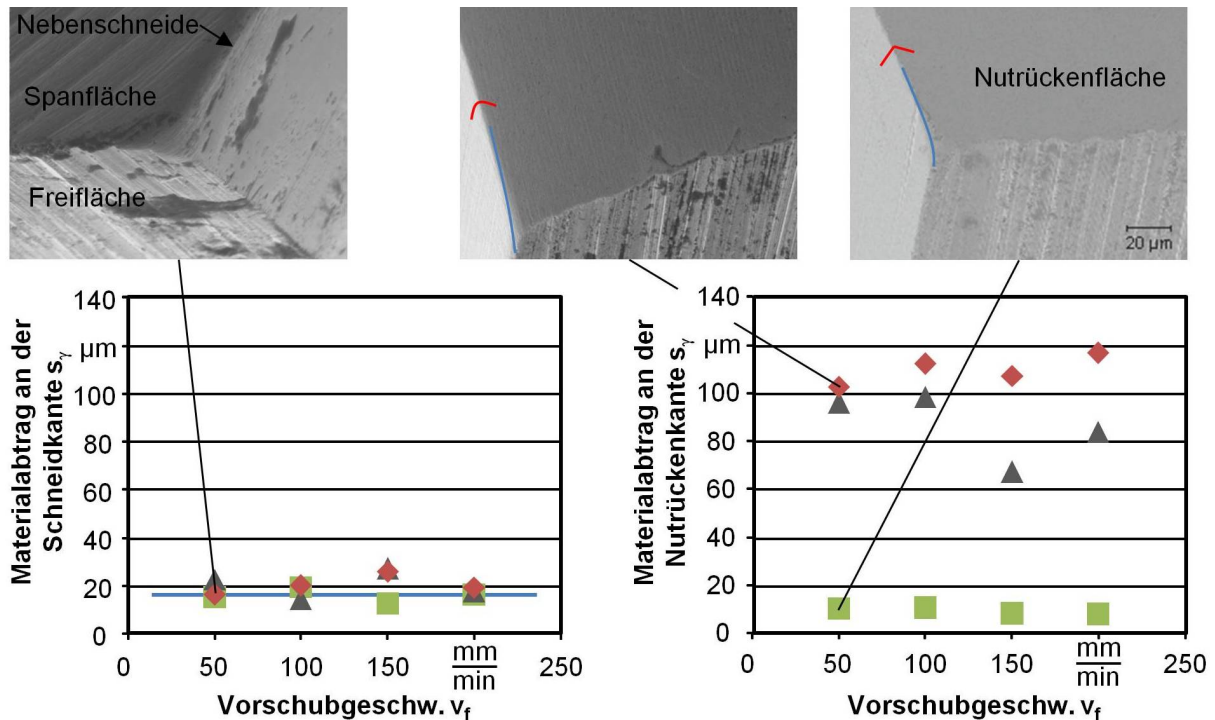 Nebenschneide
Spanfläche
Freifläche
Nutrückenfläche
20 µm
Materialabtrag an der
Schneidkante sγ
140
µm
100
80
60
40
20
0
0
50
100
150
mm
min
250
Vorschubgeschw. vf
Materialabtrag an der
Nutrückenkante sγ
140
µm
100
80
60
40
20
0
0
50
100
150
mm
min
250
Vorschubgeschw. vf